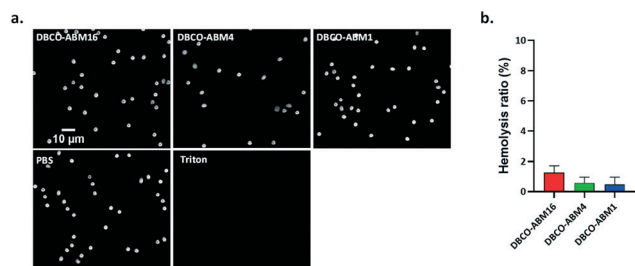 a.
DBCO-ABM16
DBCO-ABM4
DBCO-ABM1
10 μm
PBS
Triton
b.
Hemolysis ratio (%)
10
8
6
4
2
0
DBCO-ABM16
DBCO-ABM4
DBCO-ABM1